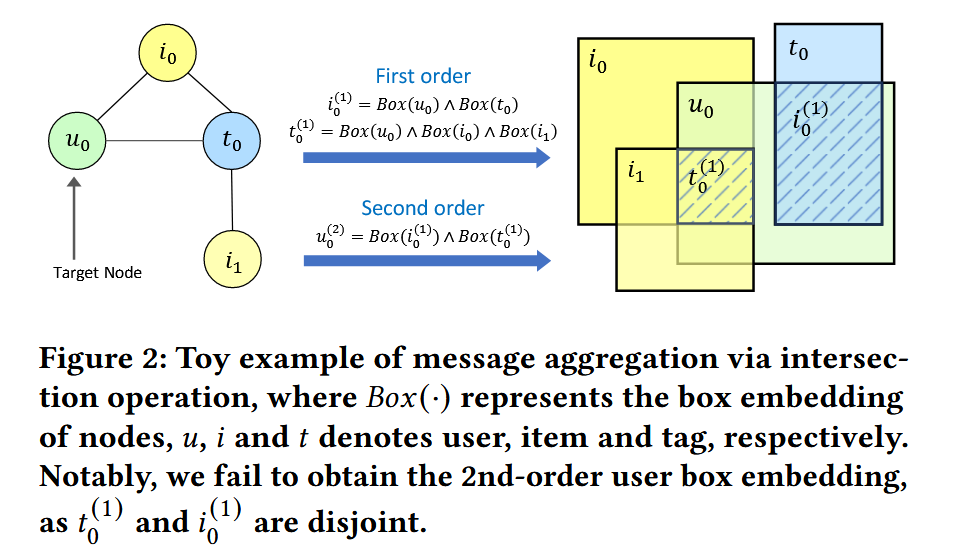 i₀
u₀
t₀
i₁
Target Node
First order
i₀⁽¹⁾ = Box(u₀) ∧ Box(t₀)
t₀⁽¹⁾ = Box(u₀) ∧ Box(i₀) ∧ Box(i₁)
Second order
u₀⁽²⁾ = Box(i₀⁽¹⁾) ∧ Box(t₀⁽¹⁾)
i₀
t₀
u₀
i₀⁽¹⁾
i₁
t₀⁽¹⁾
Figure 2: Toy example of message aggregation via intersec-
tion operation, where Box(·) represents the box embedding
of nodes, u, i and t denotes user, item and tag, respectively.
Notably, we fail to obtain the 2nd-order user box embedding,
as t₀⁽¹⁾ and i₀⁽¹⁾ are disjoint.